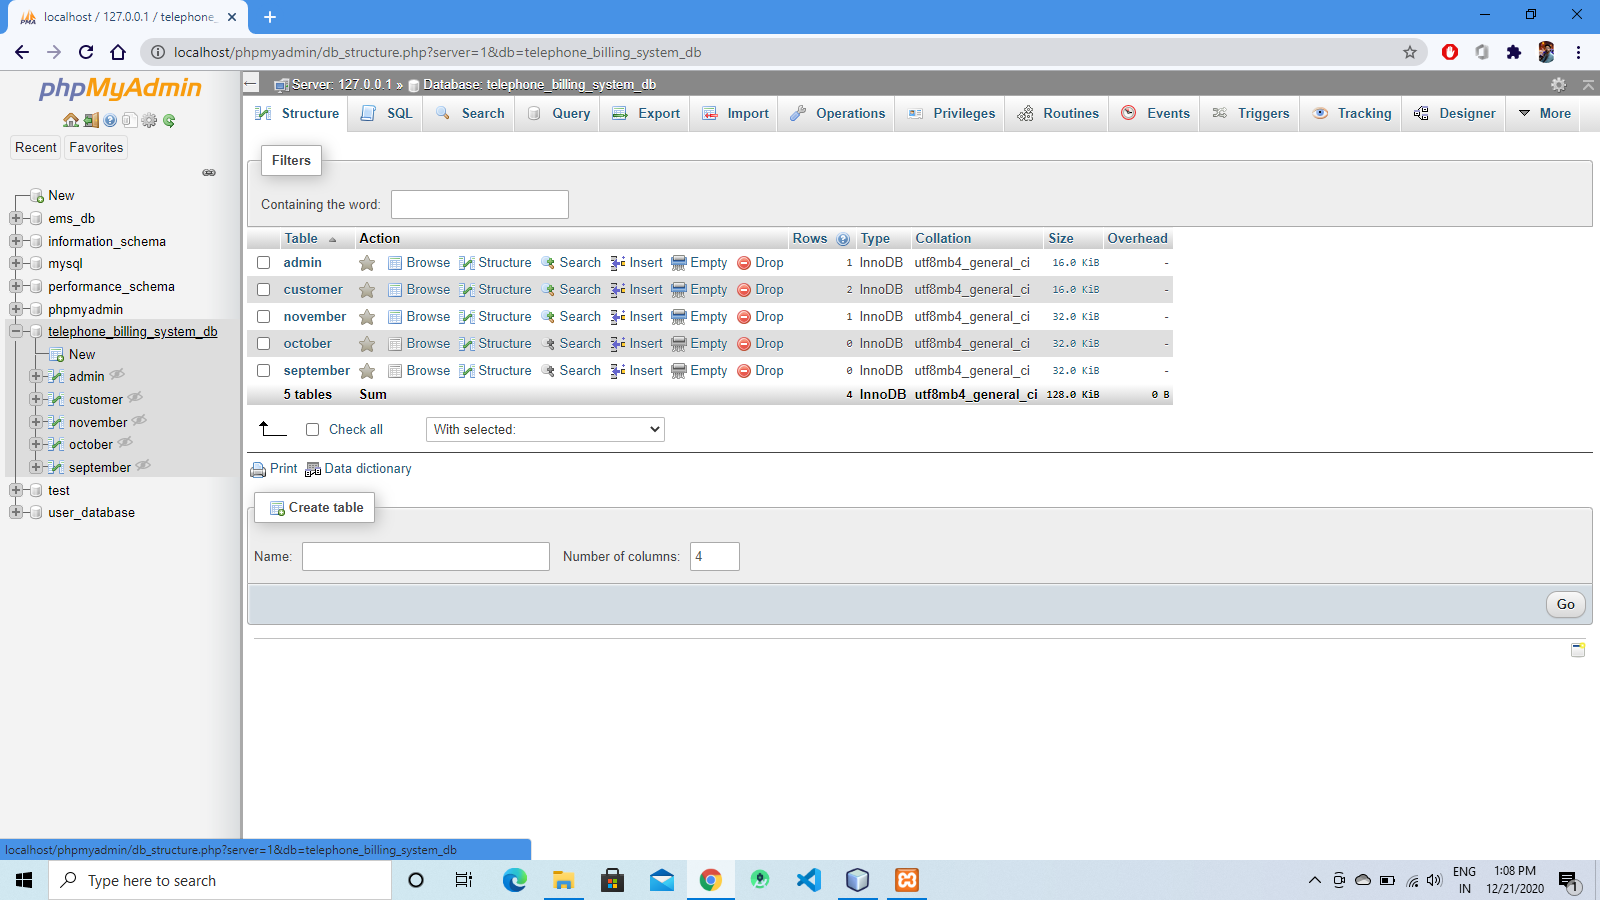 localhost / 127.0.0.1 / telephone_
localhost/phpmyadmin/db_structure.php?server=1&db=telephone_billing_system_db
phpMyAdmin
Recent Favorites
New
ems_db
information_schema
mysql
performance_schema
phpmyadmin
telephone_billing_system_db
New
admin
customer
november
october
september
test
user_database
Server: 127.0.0.1 » Database: telephone_billing_system_db
Structure SQL Search Query Export Import Operations Privileges Routines Events Triggers Tracking Designer More
Filters
Containing the word:
Table Action Rows Type Collation Size Overhead
admin Browse Structure Search Insert Empty Drop 1 InnoDB utf8mb4_general_ci 16.0 KiB -
customer Browse Structure Search Insert Empty Drop 2 InnoDB utf8mb4_general_ci 16.0 KiB -
november Browse Structure Search Insert Empty Drop 1 InnoDB utf8mb4_general_ci 32.0 KiB -
october Browse Structure Search Insert Empty Drop 0 InnoDB utf8mb4_general_ci 32.0 KiB -
september Browse Structure Search Insert Empty Drop 0 InnoDB utf8mb4_general_ci 32.0 KiB -
5 tables Sum 4 InnoDB utf8mb4_general_ci 128.0 KiB 0 B
Check all With selected:
Print Data dictionary
Create table
Name: Number of columns: 4
Go
localhost/phpmyadmin/db_structure.php?server=1&db=telephone_billing_system_db
Type here to search
ENG
IN
1:08 PM
12/21/2020
1